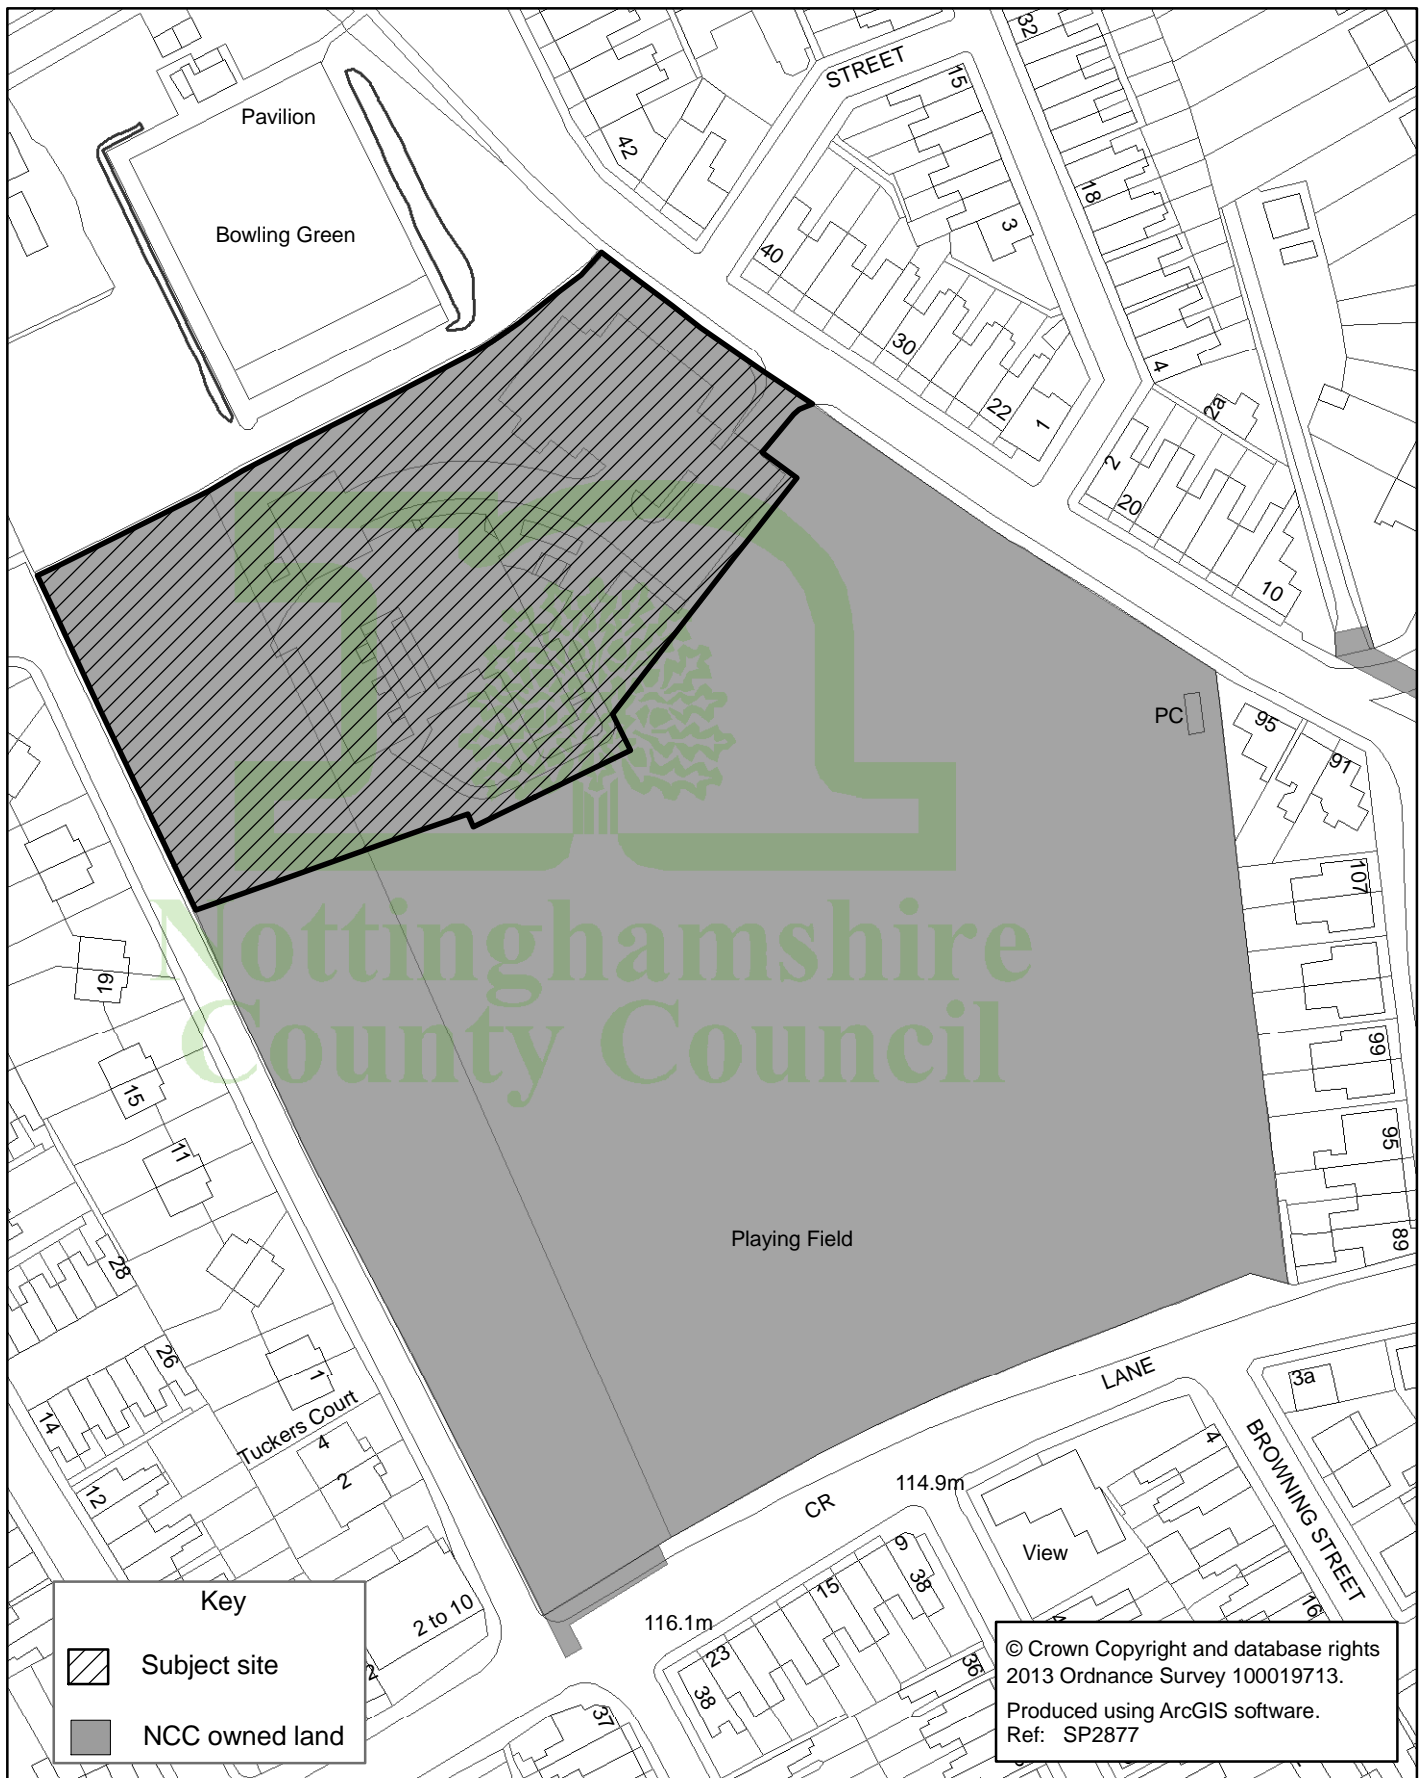 32
STREET
15
Pavilion
42
18
Bowling Green
3
40
30
4
22
1
2a
2
20
10
PC
95
91
107
Nottinghamshire
County Council
19
99
15
95
11
Playing Field
89
28
26
1
LANE
3a
14
Tuckers Court
4
4
BROWNING STREET
2
114.9m
12
CR
View
9
38
15
2 to 10
116.1m
16
4
23
36
2
38
37
Key
Subject site
NCC owned land
© Crown Copyright and database rights
2013 Ordnance Survey 100019713.
Produced using ArcGIS software.
Ref: SP2877